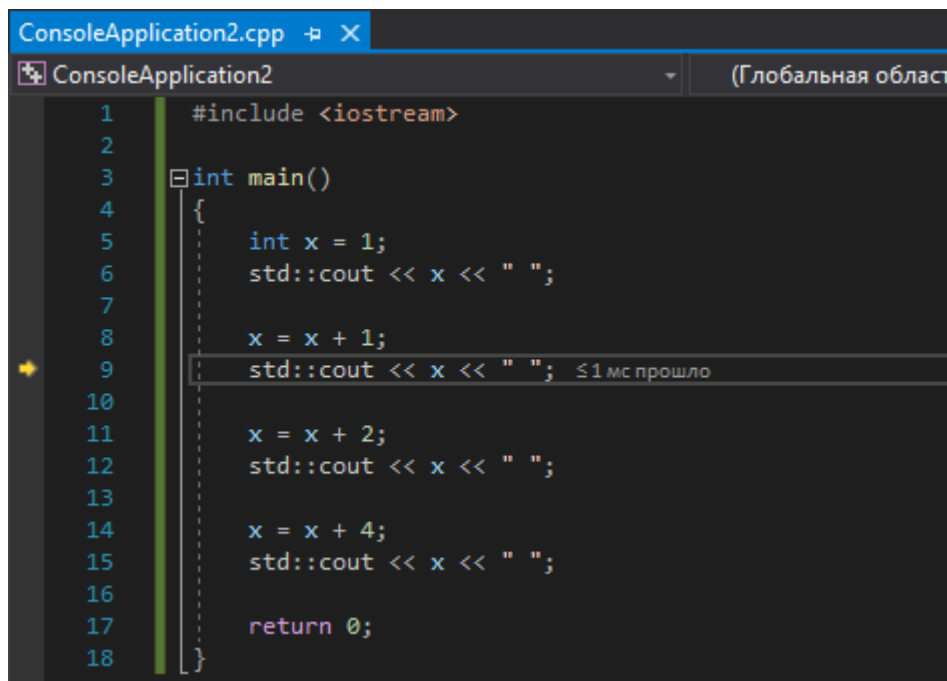 ConsoleApplication2.cpp
ConsoleApplication2 (Глобальная област
1 #include <iostream>
2
3 int main()
4 {
5 int x = 1;
6 std::cout << x << " ";
7
8 x = x + 1;
9 std::cout << x << " "; ≤1 мс прошло
10
11 x = x + 2;
12 std::cout << x << " ";
13
14 x = x + 4;
15 std::cout << x << " ";
16
17 return 0;
18 }